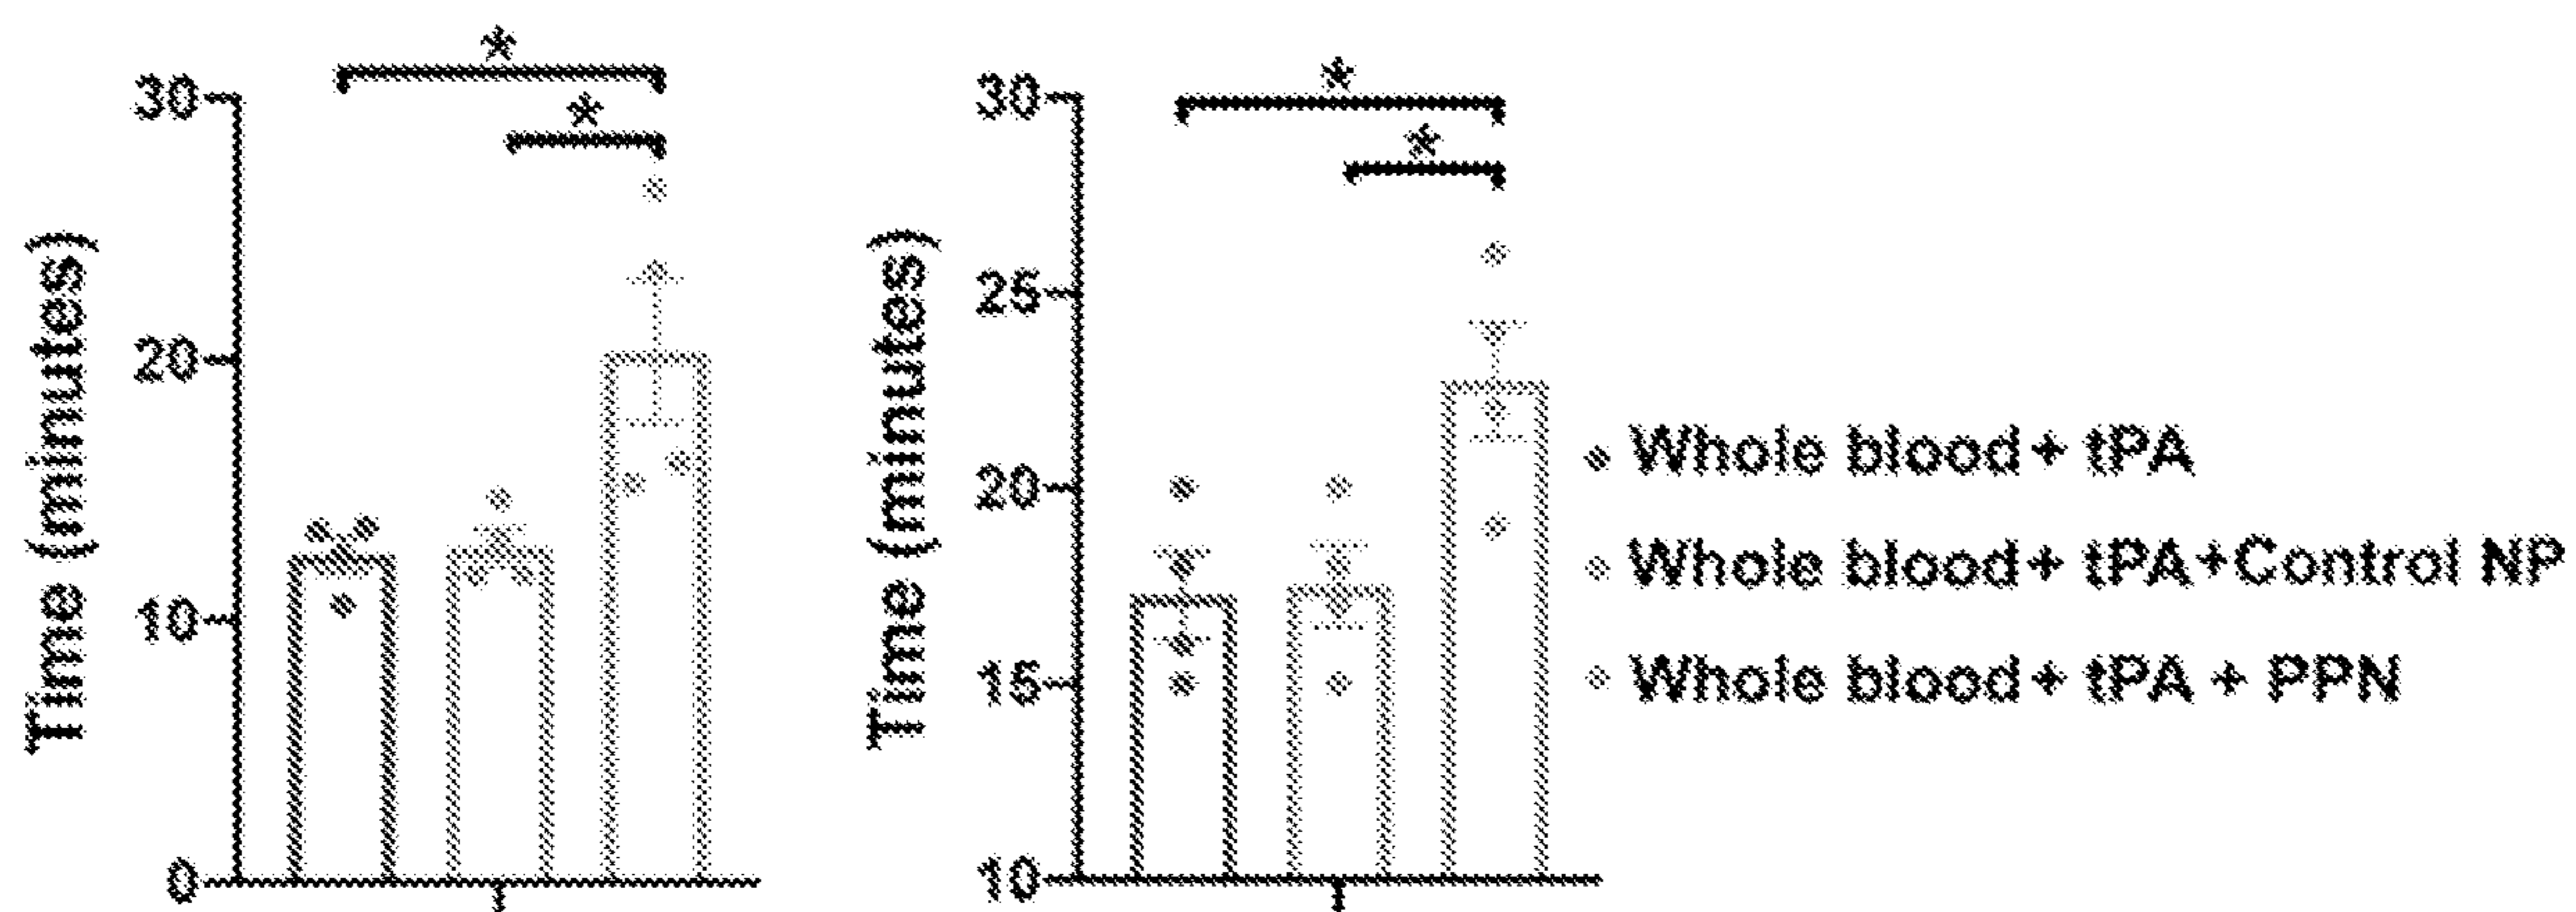 *
*
30
20
10
0
Time (minutes)
*
*
30
25
20
15
10
Time (minutes)
Whole blood + tPA
Whole blood + tPA+Control NP
Whole blood + tPA + PPN